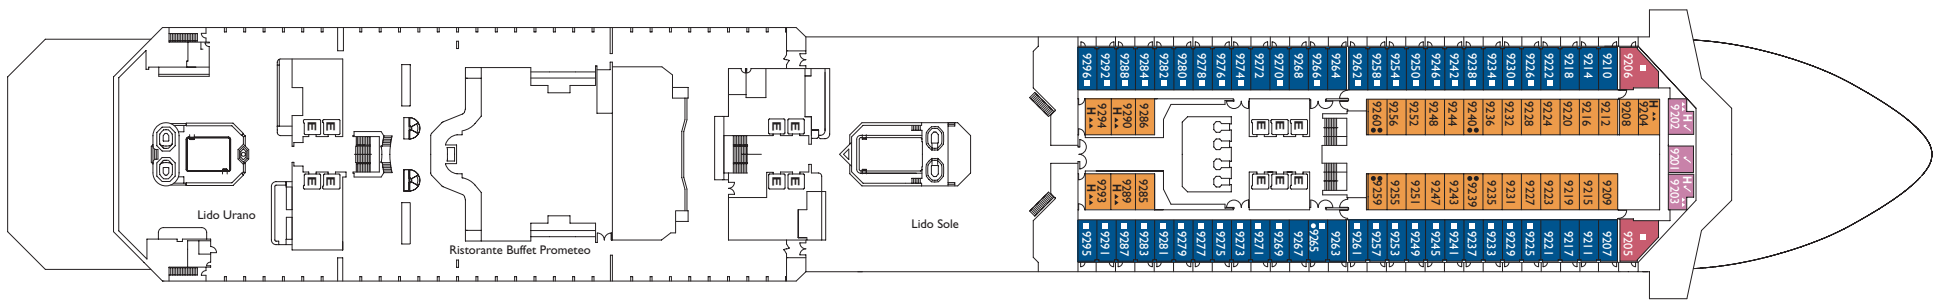 Lido Urano
Ristorante Buffet Prometeo
Lido Sole
E E
E E
E E
E E
E E E
E E E
9296 9292 9288 9284 9282 9280 9278 9276 9274 9272 9270 9268 9266 9264 9262 9258 9254 9250 9246 9242 9238 9234 9230 9226 9222 9218 9214 9210 9206
H 9294 H 9290 9286 9260 9256 9252 9248 9244 9240 9236 9232 9228 9224 9220 9216 9212 9208 H 9204
H 9202
9201
H 9203
H 9293 H 9289 9285 9259 9255 9251 9247 9243 9239 9235 9231 9227 9223 9219 9215 9209
9295 9291 9287 9283 9281 9279 9277 9275 9273 9271 9269 9267 9265 9263 9261 9257 9253 9249 9245 9241 9237 9233 9229 9221 9217 9211 9207 9205